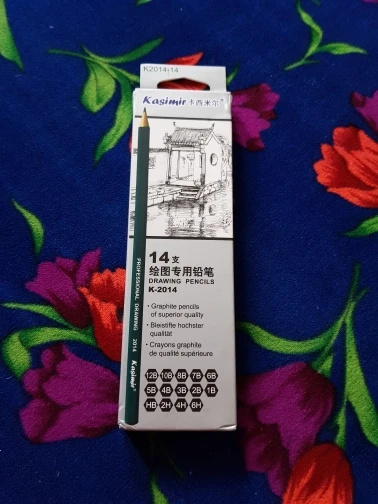 K2014-14
Kasimir 卡西米尔
14支
绘图专用铅笔
DRAWING PENCILS
K-2014
· Graphite pencils
of superior quality
· Bleistifte hochster
qualität
· Crayons graphite
de qualité supérieure
12B 10B 8B 7B 6B
5B 4B 3B 2B 1B
HB 2H 4H 6H
PROFESSIONAL DRAWING 2014 Kasimir